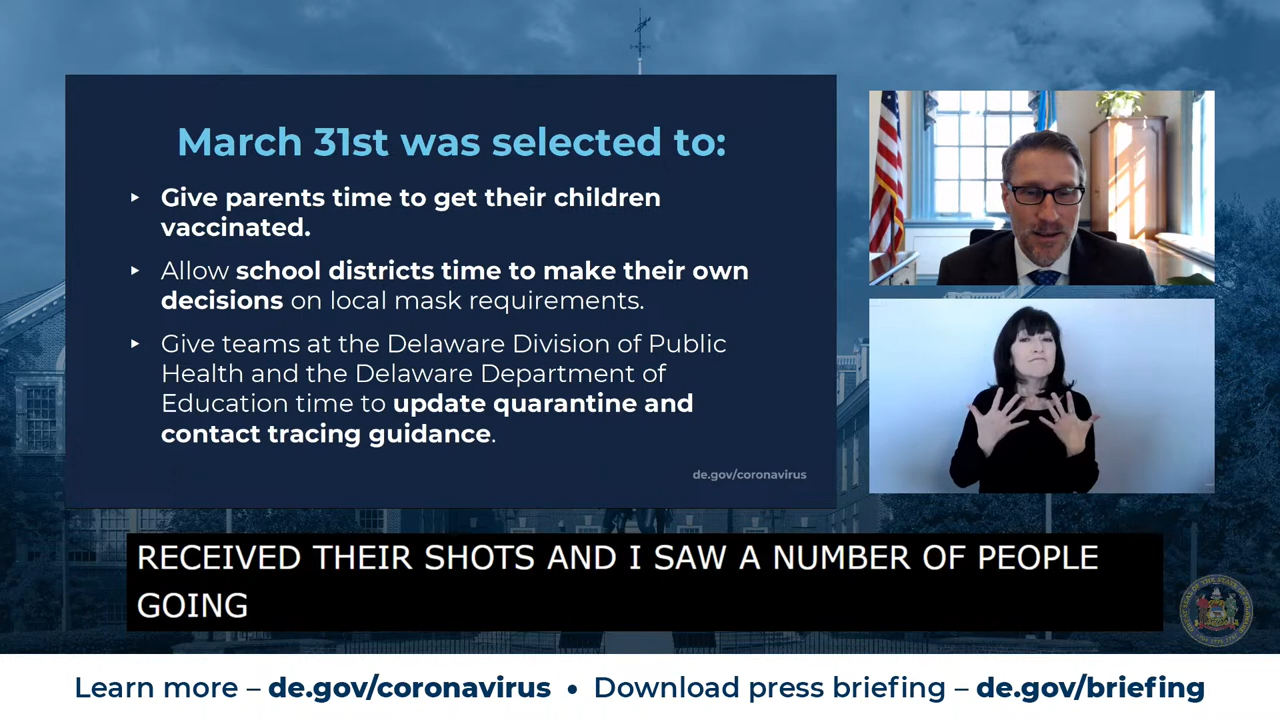 March 31st was selected to:
‣ Give parents time to get their children
vaccinated.
‣ Allow school districts time to make their own
decisions on local mask requirements.
‣ Give teams at the Delaware Division of Public
Health and the Delaware Department of
Education time to update quarantine and
contact tracing guidance.
de.gov/coronavirus
RECEIVED THEIR SHOTS AND I SAW A NUMBER OF PEOPLE
GOING
Learn more – de.gov/coronavirus • Download press briefing – de.gov/briefing